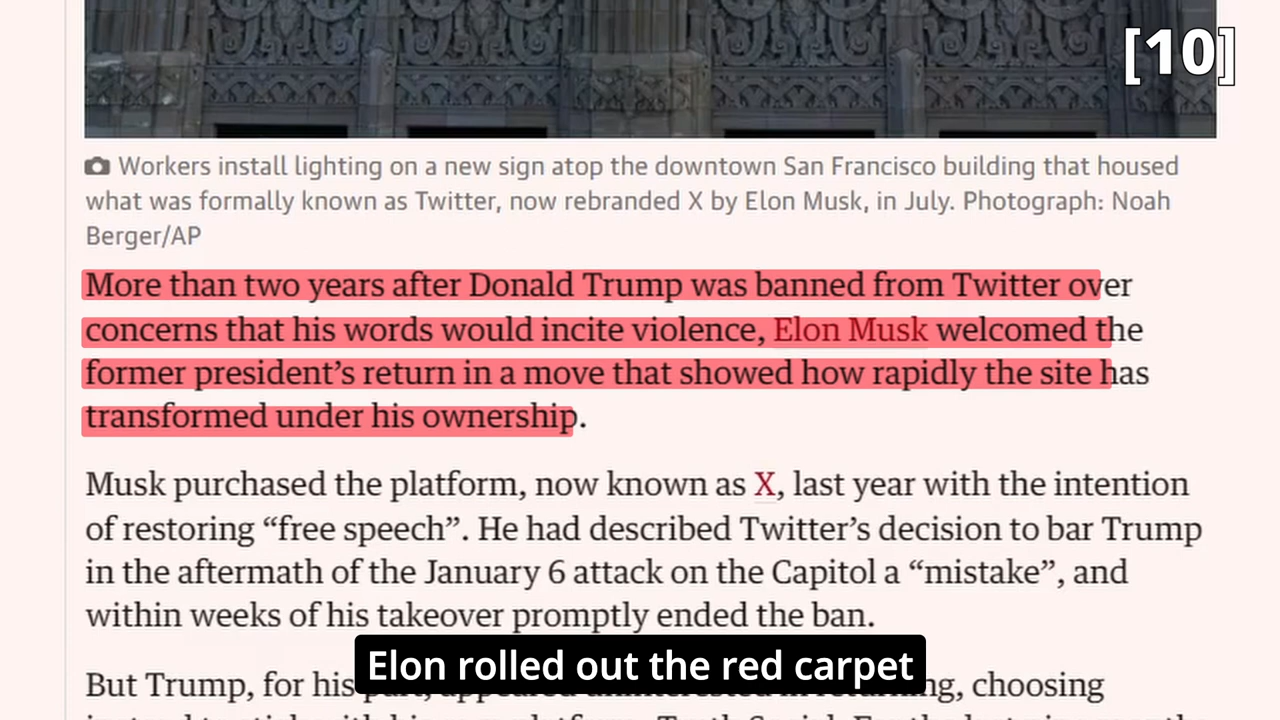 [10]
Workers install lighting on a new sign atop the downtown San Francisco building that housed
what was formally known as Twitter, now rebranded X by Elon Musk, in July. Photograph: Noah
Berger/AP
More than two years after Donald Trump was banned from Twitter over
concerns that his words would incite violence, Elon Musk welcomed the
former president’s return in a move that showed how rapidly the site has
transformed under his ownership.
Musk purchased the platform, now known as X, last year with the intention
of restoring “free speech”. He had described Twitter’s decision to bar Trump
in the aftermath of the January 6 attack on the Capitol a “mistake”, and
within weeks of his takeover promptly ended the ban.
Elon rolled out the red carpet
But Trump, for his part, appeared uninterested in returning, choosing